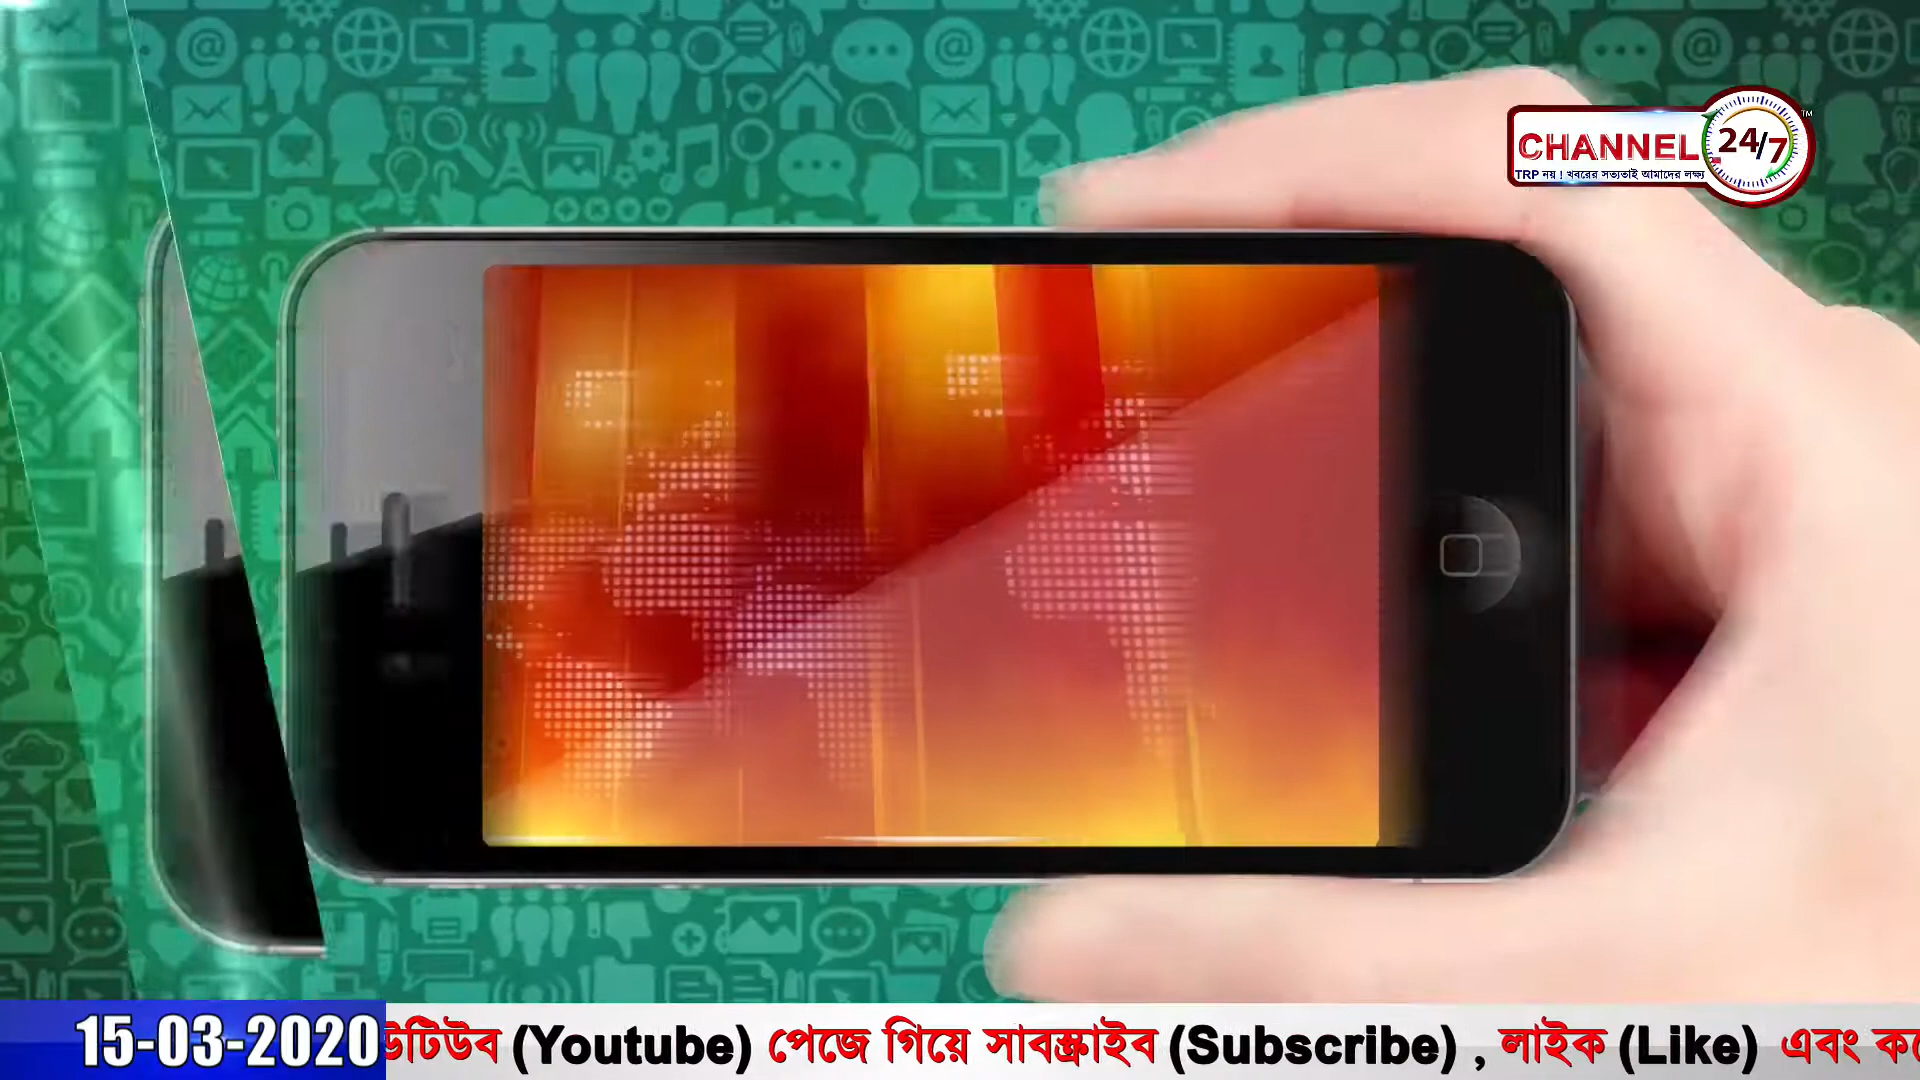 CHANNEL 24/7 ™
TRP নয় ! খবরের সত্যতাই আমাদের লক্ষ্য
15-03-2020 (Youtube) পেজে গিয়ে সাবস্ক্রাইব (Subscribe) , লাইক (Like) এবং